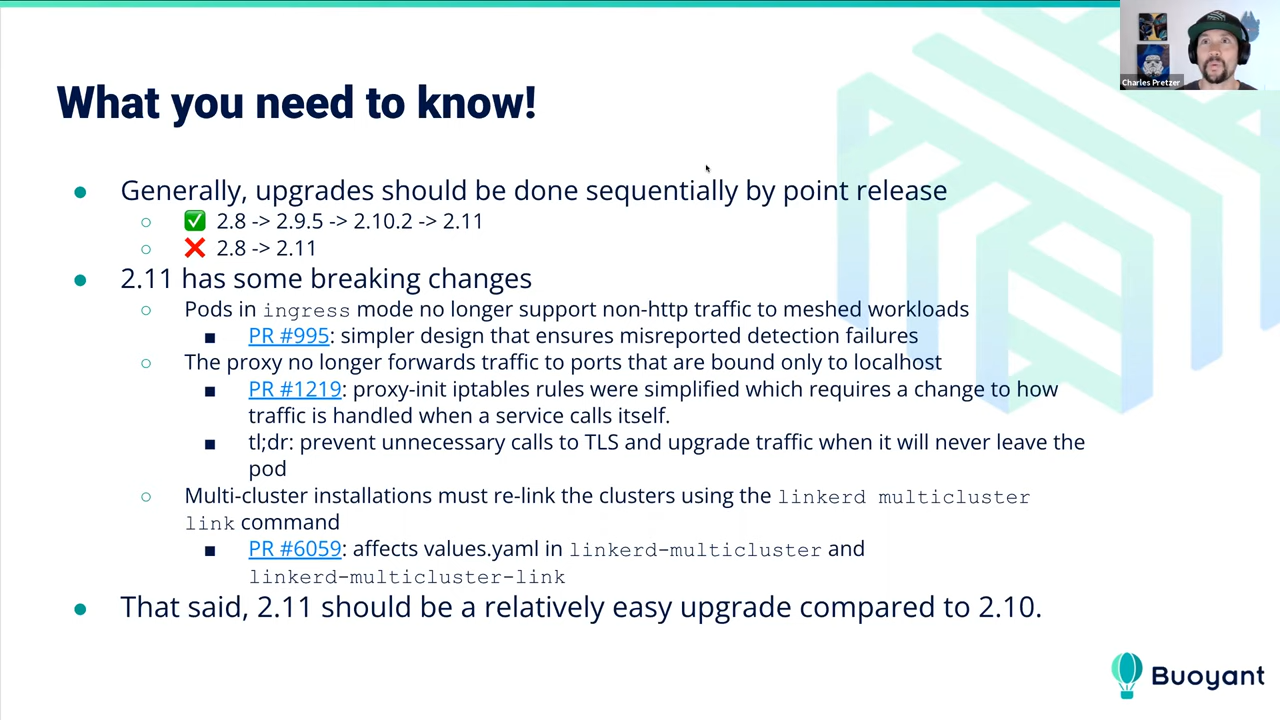 Charles Pretzer
What you need to know!
● Generally, upgrades should be done sequentially by point release
○ ✅ 2.8 -> 2.9.5 -> 2.10.2 -> 2.11
○ ❌ 2.8 -> 2.11
● 2.11 has some breaking changes
○ Pods in ingress mode no longer support non-http traffic to meshed workloads
■ PR #995: simpler design that ensures misreported detection failures
○ The proxy no longer forwards traffic to ports that are bound only to localhost
■ PR #1219: proxy-init iptables rules were simplified which requires a change to how
traffic is handled when a service calls itself.
■ tl;dr: prevent unnecessary calls to TLS and upgrade traffic when it will never leave the
pod
○ Multi-cluster installations must re-link the clusters using the linkerd multicluster
link command
■ PR #6059: affects values.yaml in linkerd-multicluster and
linkerd-multicluster-link
● That said, 2.11 should be a relatively easy upgrade compared to 2.10.
Buoyant